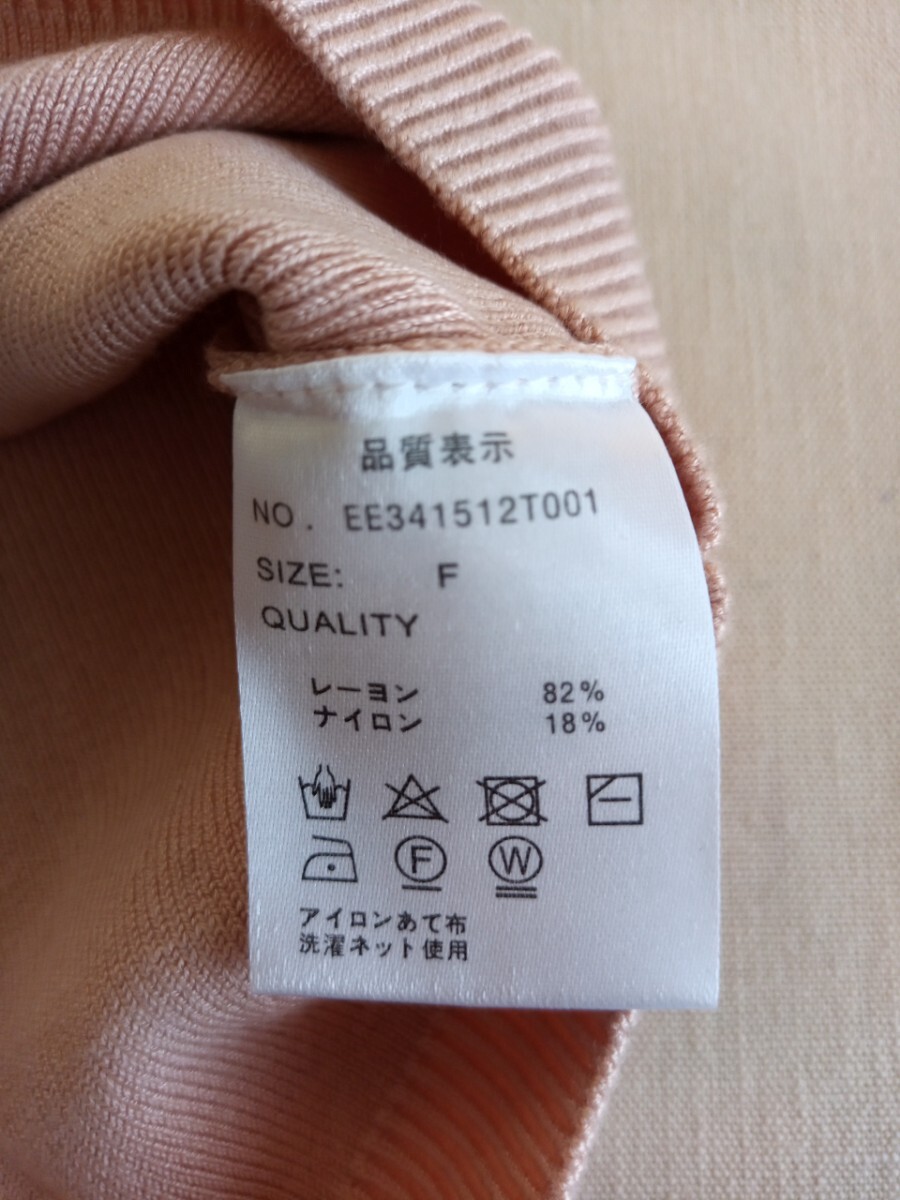 品質表示
NO. EE341512T001
SIZE: F
QUALITY
レーヨン 82%
ナイロン 18%
F W
アイロンあて布
洗濯ネット使用